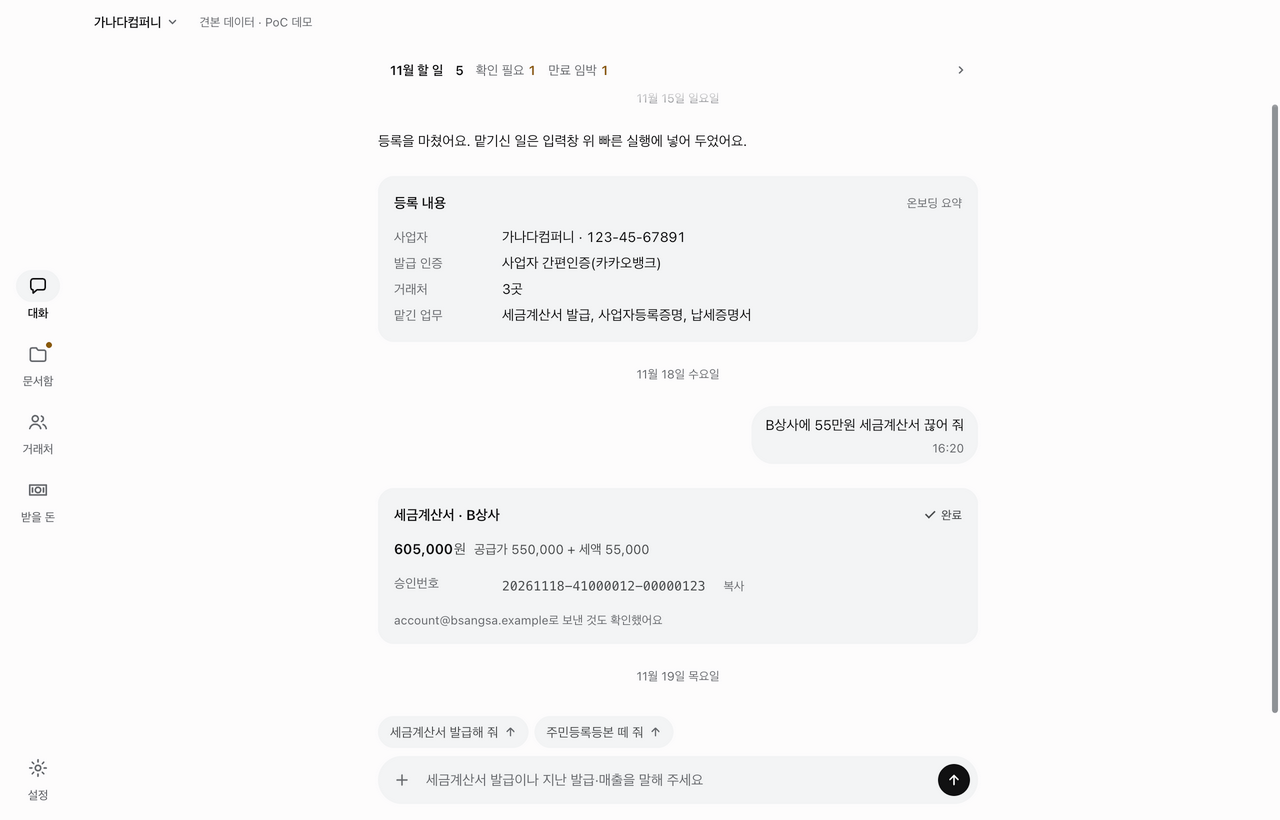 가나다컴퍼니 견본 데이터 · PoC 데모
11월 할 일 5 확인 필요 1 만료 임박 1
11월 15일 일요일
등록을 마쳤어요. 맡기신 일은 입력창 위 빠른 실행에 넣어 두었어요.
등록 내용 온보딩 요약
사업자 가나다컴퍼니 · 123-45-67891
발급 인증 사업자 간편인증(카카오뱅크)
거래처 3곳
맡긴 업무 세금계산서 발급, 사업자등록증명, 납세증명서
11월 18일 수요일
B상사에 55만원 세금계산서 끊어 줘
16:20
세금계산서 · B상사 완료
605,000원 공급가 550,000 + 세액 55,000
승인번호 20261118-41000012-00000123 복사
account@bsangsa.example로 보낸 것도 확인했어요
11월 19일 목요일
세금계산서 발급해 줘 주민등록등본 떼 줘
세금계산서 발급이나 지난 발급·매출을 말해 주세요
대화
문서함
거래처
받을 돈
설정